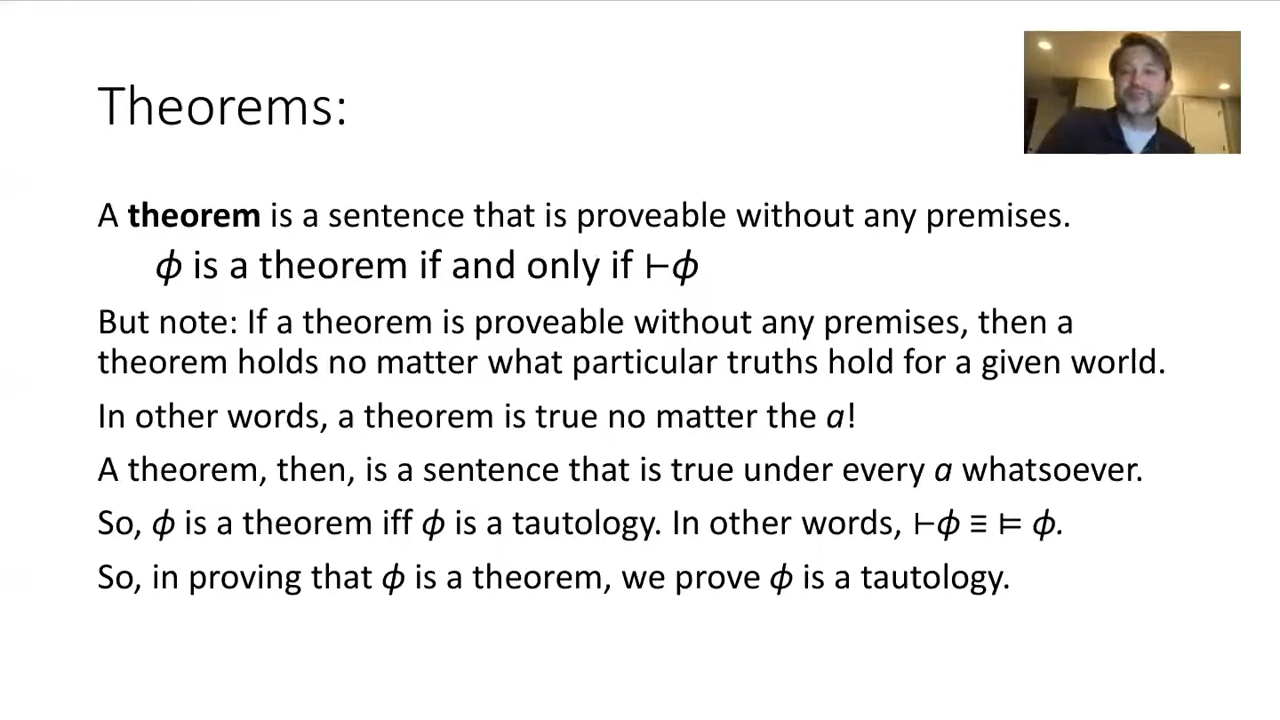 Theorems:
A theorem is a sentence that is proveable without any premises.
ϕ is a theorem if and only if ⊢ϕ
But note: If a theorem is proveable without any premises, then a
theorem holds no matter what particular truths hold for a given world.
In other words, a theorem is true no matter the a!
A theorem, then, is a sentence that is true under every a whatsoever.
So, ϕ is a theorem iff ϕ is a tautology. In other words, ⊢ϕ ≡ ⊨ ϕ.
So, in proving that ϕ is a theorem, we prove ϕ is a tautology.